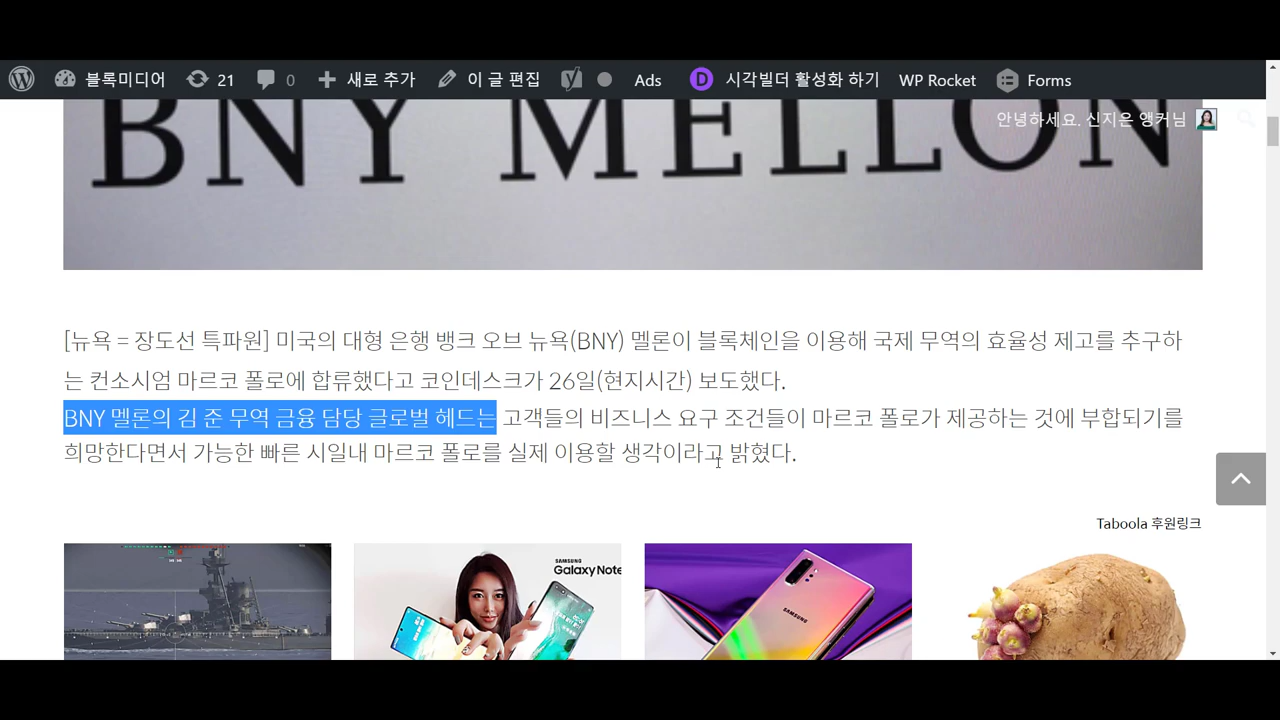 블록미디어 21 0 새로 추가 이 글 편집 Ads D 시각빌더 활성화 하기 WP Rocket Forms
안녕하세요. 신지은 앵커님
BNY MELLON
[뉴욕 = 장도선 특파원] 미국의 대형 은행 뱅크 오브 뉴욕(BNY) 멜론이 블록체인을 이용해 국제 무역의 효율성 제고를 추구하
는 컨소시엄 마르코 폴로에 합류했다고 코인데스크가 26일(현지시간) 보도했다.
BNY 멜론의 김 준 무역 금융 담당 글로벌 헤드는 고객들의 비즈니스 요구 조건들이 마르코 폴로가 제공하는 것에 부합되기를
희망한다면서 가능한 빠른 시일내 마르코 폴로를 실제 이용할 생각이라고 밝혔다.
Taboola 후원링크
SAMSUNG
Galaxy Note
SAMSUNG